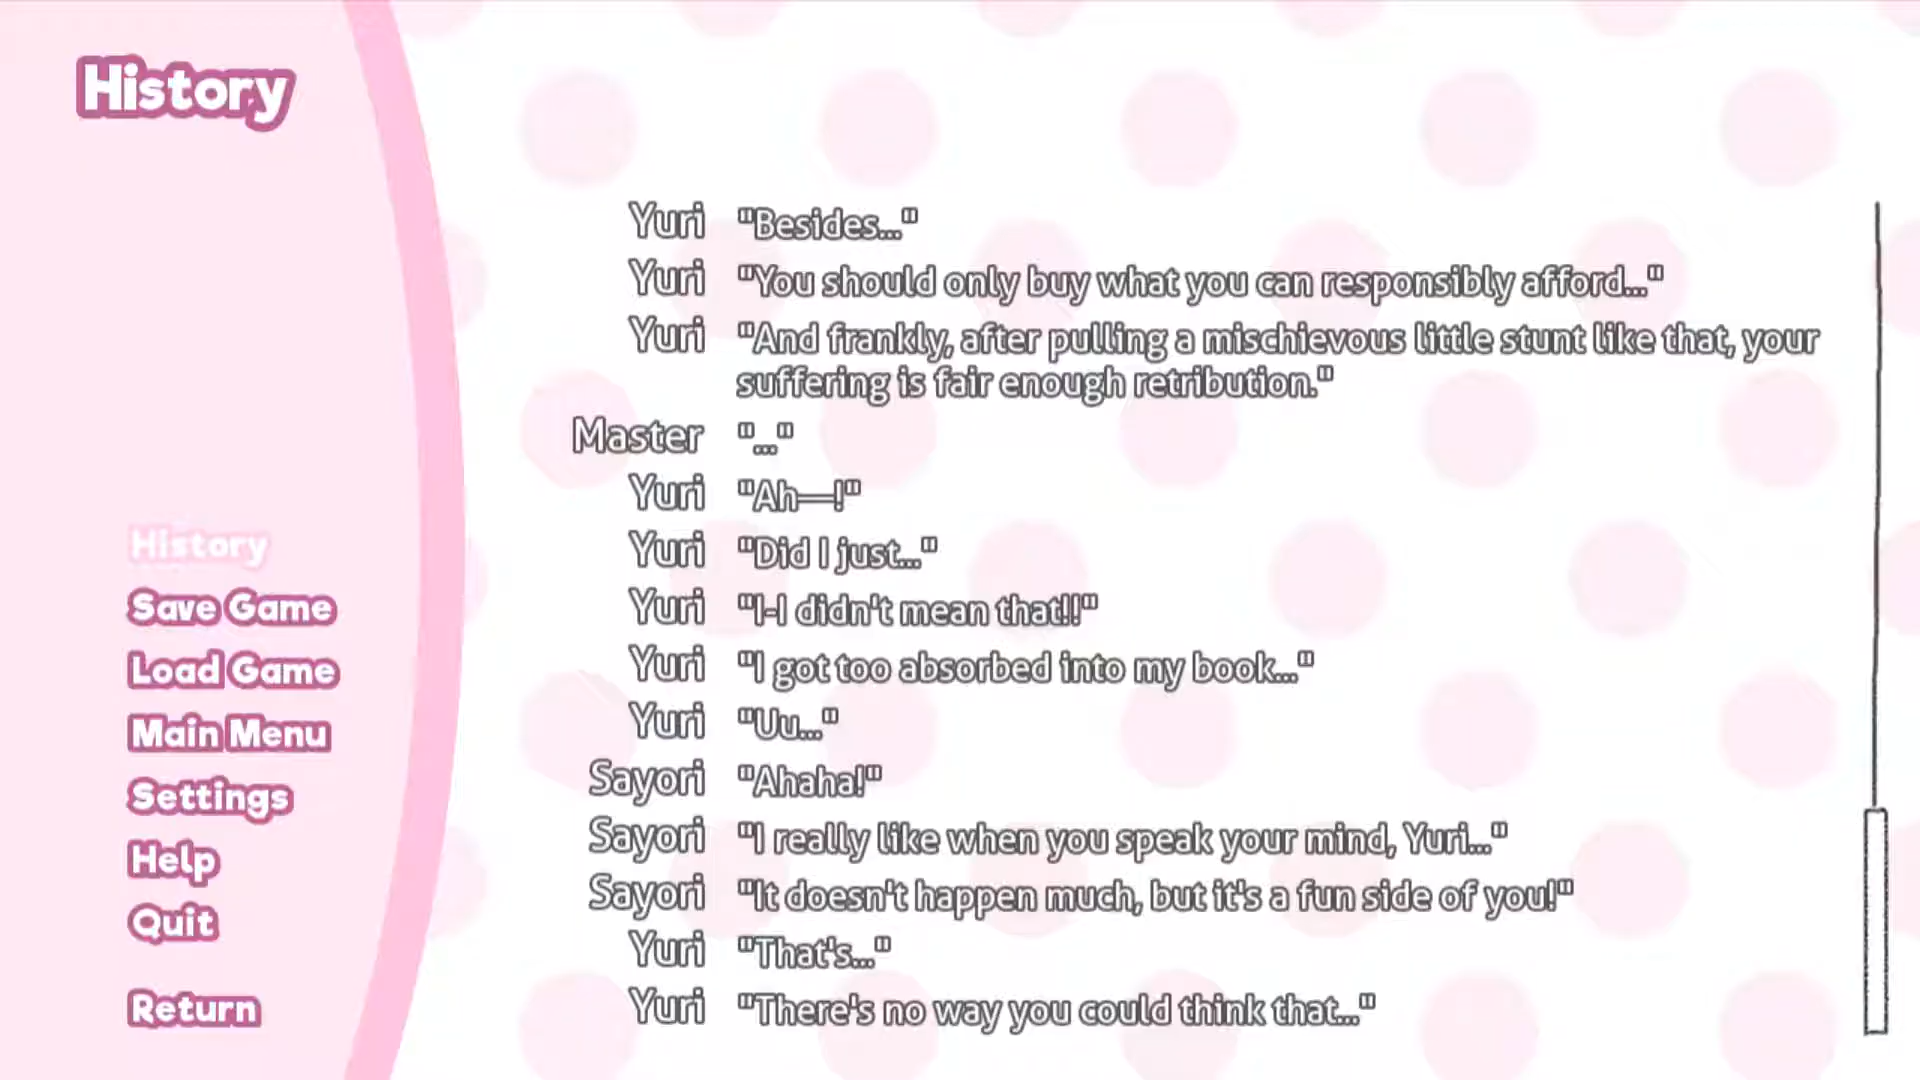 History
Yuri "Besides..."
Yuri "You should only buy what you can responsibly afford..."
Yuri "And frankly, after pulling a mischievous little stunt like that, your
suffering is fair enough retribution."
Master "..."
Yuri "Ah—!"
Yuri "Did I just..."
Yuri "I-I didn't mean that!!"
Yuri "I got too absorbed into my book..."
Yuri "Uu..."
Sayori "Ahaha!"
Sayori "I really like when you speak your mind, Yuri..."
Sayori "It doesn't happen much, but it's a fun side of you!"
Yuri "That's..."
Yuri "There's no way you could think that..."
History
Save Game
Load Game
Main Menu
Settings
Help
Quit
Return